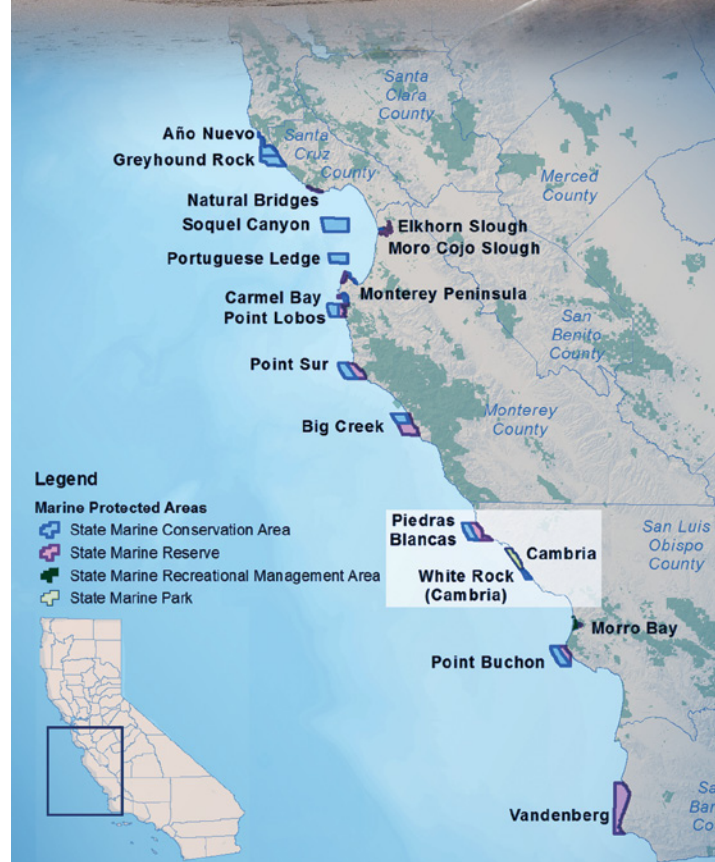 Santa
Clara
County
Año Nuevo
Santa
Cruz
County
Greyhound Rock
Merced
County
Natural Bridges
Soquel Canyon
Elkhorn Slough
Moro Cojo Slough
Portuguese Ledge
Carmel Bay
Monterey Peninsula
Point Lobos
San
Benito
County
Point Sur
Monterey
County
Big Creek
Legend
Marine Protected Areas
State Marine Conservation Area
State Marine Reserve
State Marine Recreational Management Area
State Marine Park
Piedras
Blancas
San Luis
Obispo
County
Cambria
White Rock
(Cambria)
Morro Bay
Point Buchon
Vandenberg